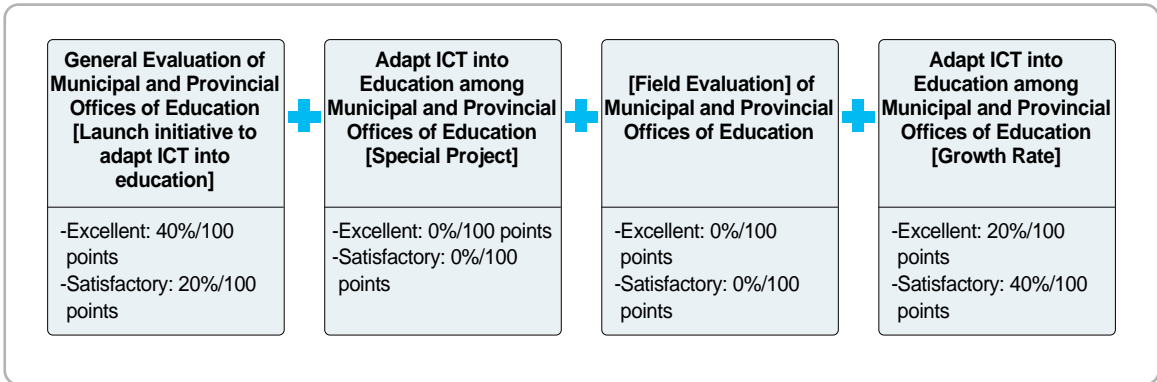 General Evaluation of
Municipal and Provincial
Offices of Education
[Launch initiative to
adapt ICT into
education]
-Excellent: 40%/100
points
-Satisfactory: 20%/100
points
Adapt ICT into
Education among
Municipal and Provincial
Offices of Education
[Special Project]
-Excellent: 0%/100 points
-Satisfactory: 0%/100
points
[Field Evaluation] of
Municipal and Provincial
Offices of Education
-Excellent: 0%/100
points
-Satisfactory: 0%/100
points
Adapt ICT into
Education among
Municipal and Provincial
Offices of Education
[Growth Rate]
-Excellent: 20%/100
points
-Satisfactory: 40%/100
points